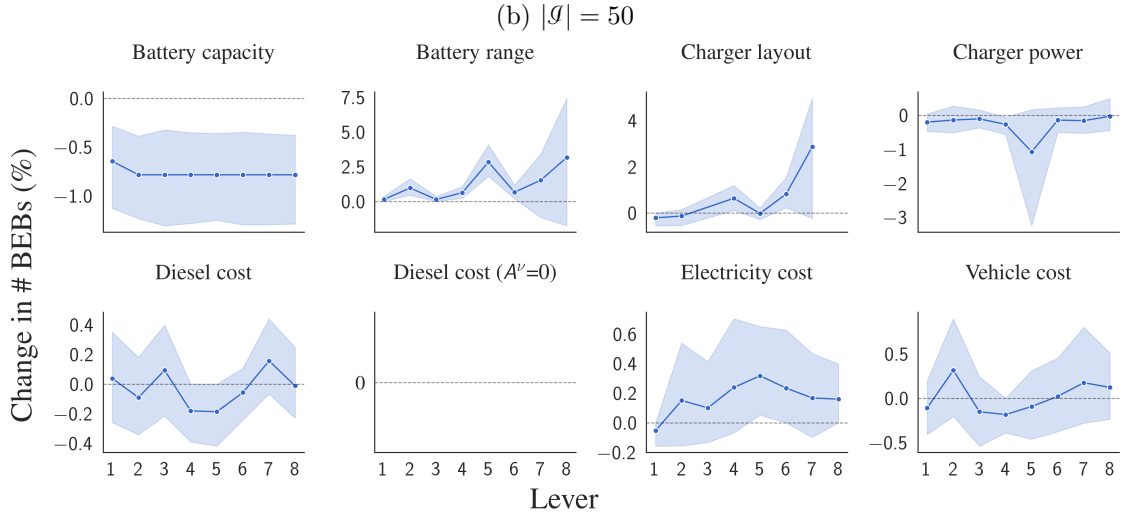 (b) |𝒢| = 50
Battery capacity
Battery range
Charger layout
Charger power
0.0
−0.5
−1.0
7.5
5.0
2.5
0.0
4
2
0
0
−1
−2
−3
Change in # BEBs (%)
Diesel cost
Diesel cost (A^ν=0)
Electricity cost
Vehicle cost
0.4
0.2
0.0
−0.2
−0.4
0
0.6
0.4
0.2
0.0
−0.2
0.5
0.0
−0.5
1 2 3 4 5 6 7 8
1 2 3 4 5 6 7 8
1 2 3 4 5 6 7 8
1 2 3 4 5 6 7 8
Lever